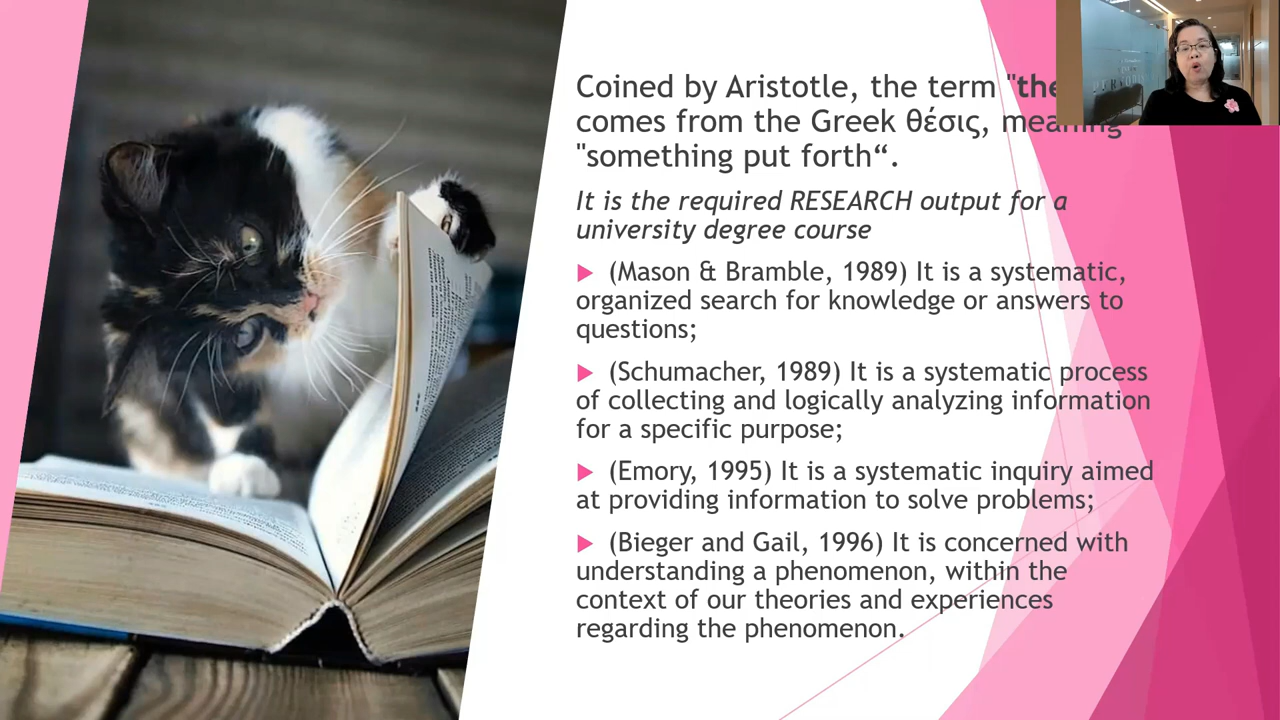 Coined by Aristotle, the term "the
comes from the Greek θέσις, meaning
"something put forth“.
It is the required RESEARCH output for a
university degree course
(Mason & Bramble, 1989) It is a systematic,
organized search for knowledge or answers to
questions;
(Schumacher, 1989) It is a systematic process
of collecting and logically analyzing information
for a specific purpose;
(Emory, 1995) It is a systematic inquiry aimed
at providing information to solve problems;
(Bieger and Gail, 1996) It is concerned with
understanding a phenomenon, within the
context of our theories and experiences
regarding the phenomenon.